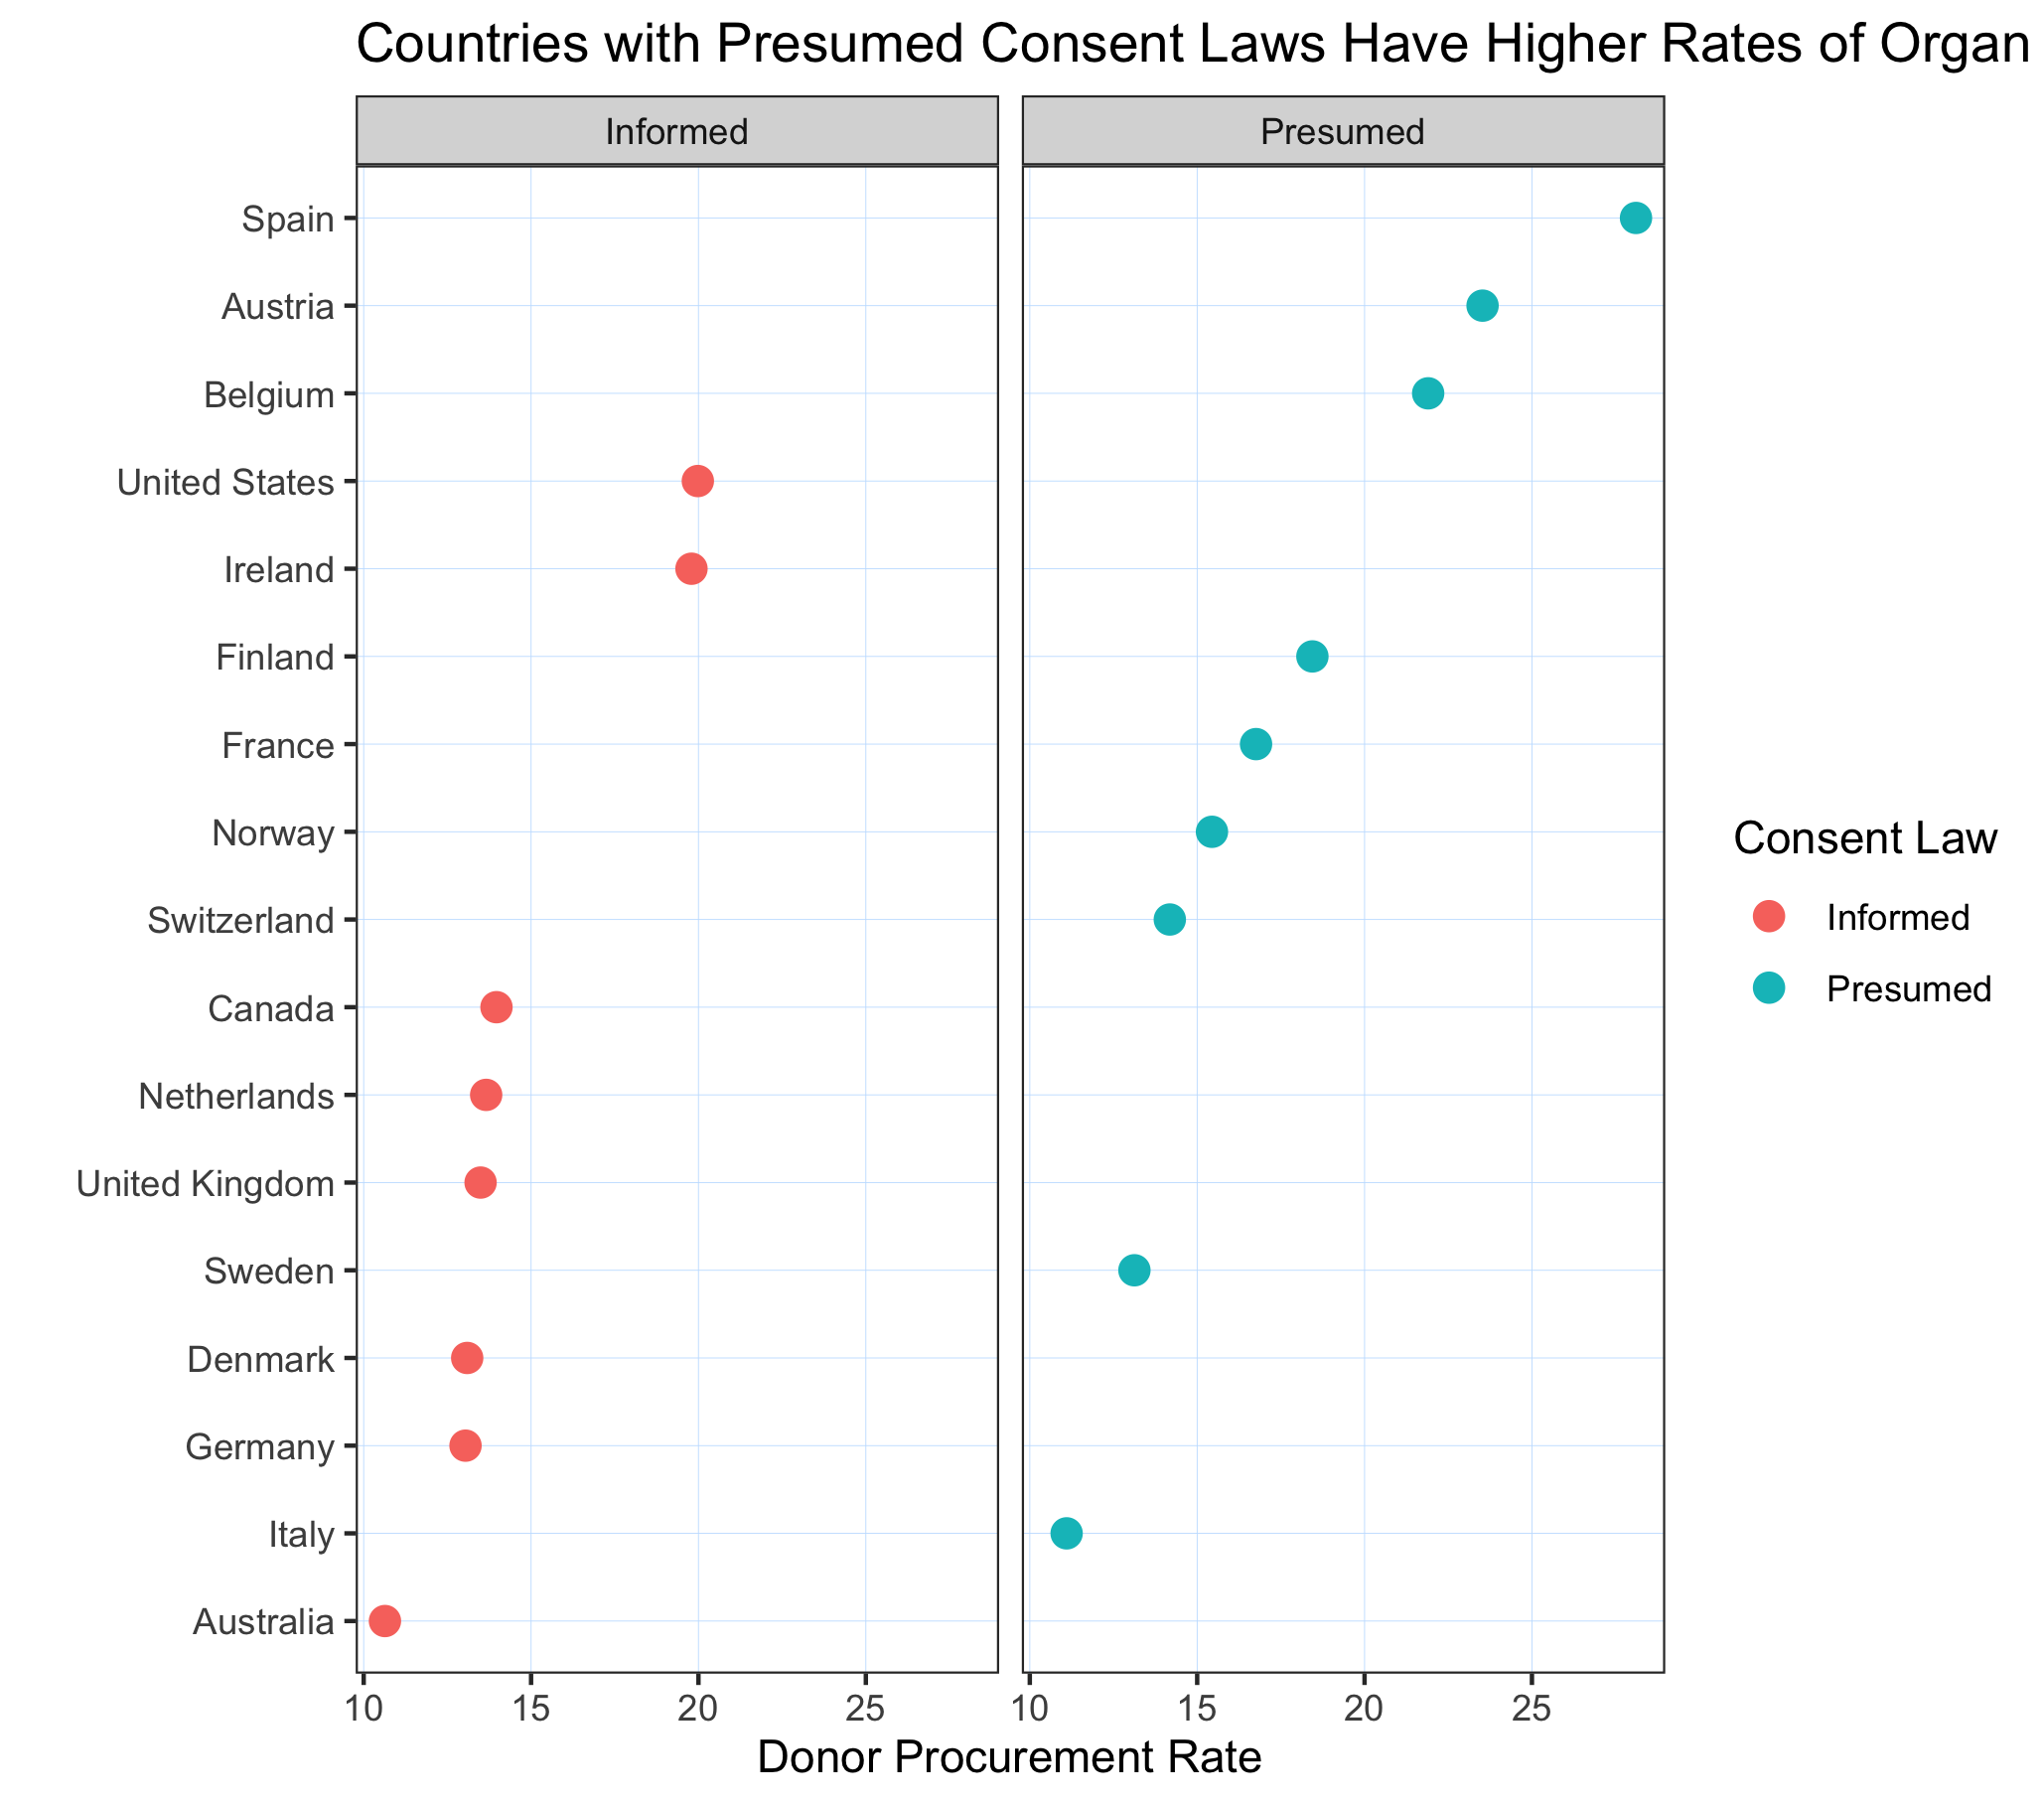 Countries with Presumed Consent Laws Have Higher Rates of Organ
Informed
Presumed
Spain
Austria
Belgium
United States
Ireland
Finland
France
Norway
Switzerland
Canada
Netherlands
United Kingdom
Sweden
Denmark
Germany
Italy
Australia
10 15 20 25
10 15 20 25
Donor Procurement Rate
Consent Law
Informed
Presumed